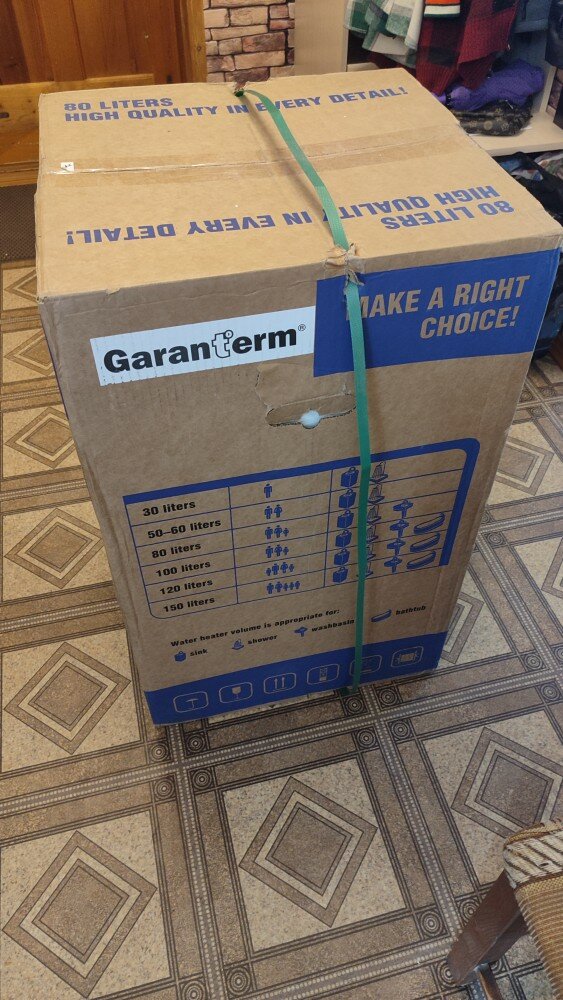 80 LITERS
HIGH QUALITY IN EVERY DETAIL!
80 LITERS
HIGH QUALITY IN EVERY DETAIL!
Garanterm®
MAKE A RIGHT
CHOICE!
30 liters
50–60 liters
80 liters
100 liters
120 liters
150 liters
Water heater volume is appropriate for:
sink shower washbasin bathtub